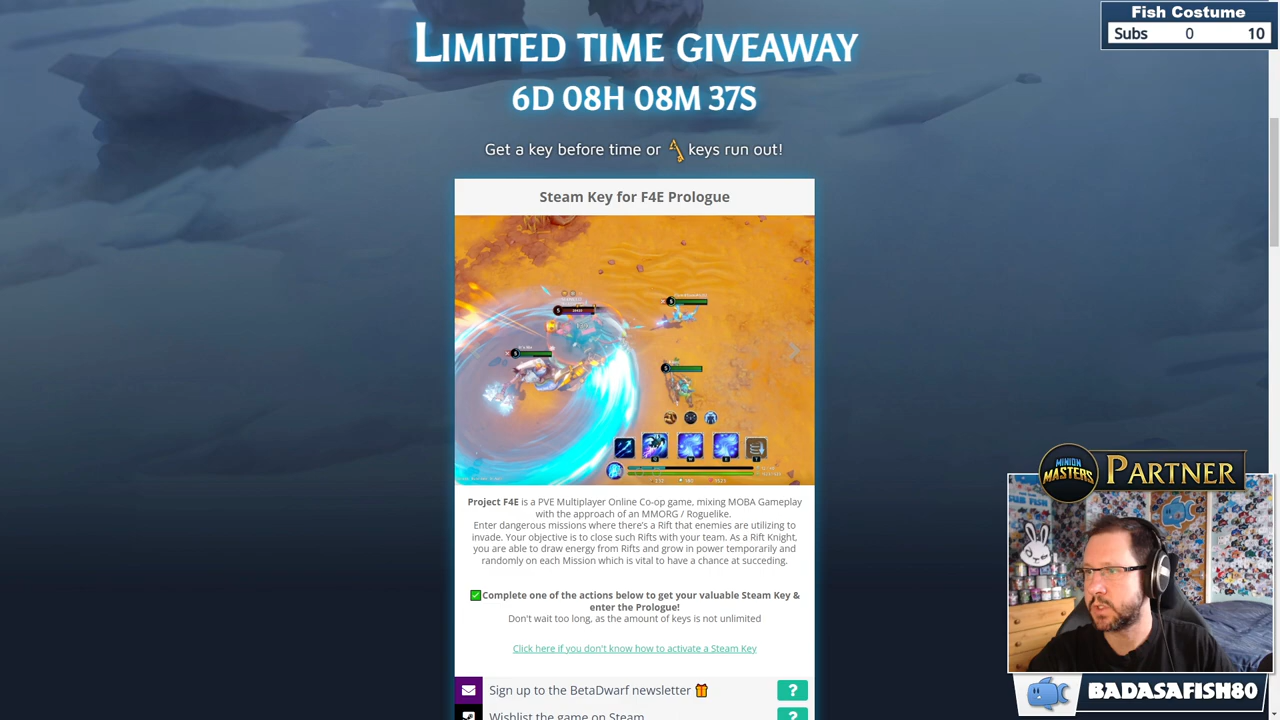 Fish Costume
Subs 0 10
LIMITED TIME GIVEAWAY
6D 08H 08M 37S
Get a key before time or keys run out!
Steam Key for F4E Prologue
Project F4E is a PVE Multiplayer Online Co-op game, mixing MOBA Gameplay
with the approach of an MMORG / Roguelike.
Enter dangerous missions where there's a Rift that enemies are utilizing to
invade. Your objective is to close such Rifts with your team. As a Rift Knight,
you are able to draw energy from Rifts and grow in power temporarily and
randomly on each Mission which is vital to have a chance at succeding.
Complete one of the actions below to get your valuable Steam Key &
enter the Prologue!
Don't wait too long, as the amount of keys is not unlimited
Click here if you don't know how to activate a Steam Key
Sign up to the BetaDwarf newsletter ?
Wishlist the game on Steam ?
MINION
MASTERS
PARTNER
BADASAFISH80